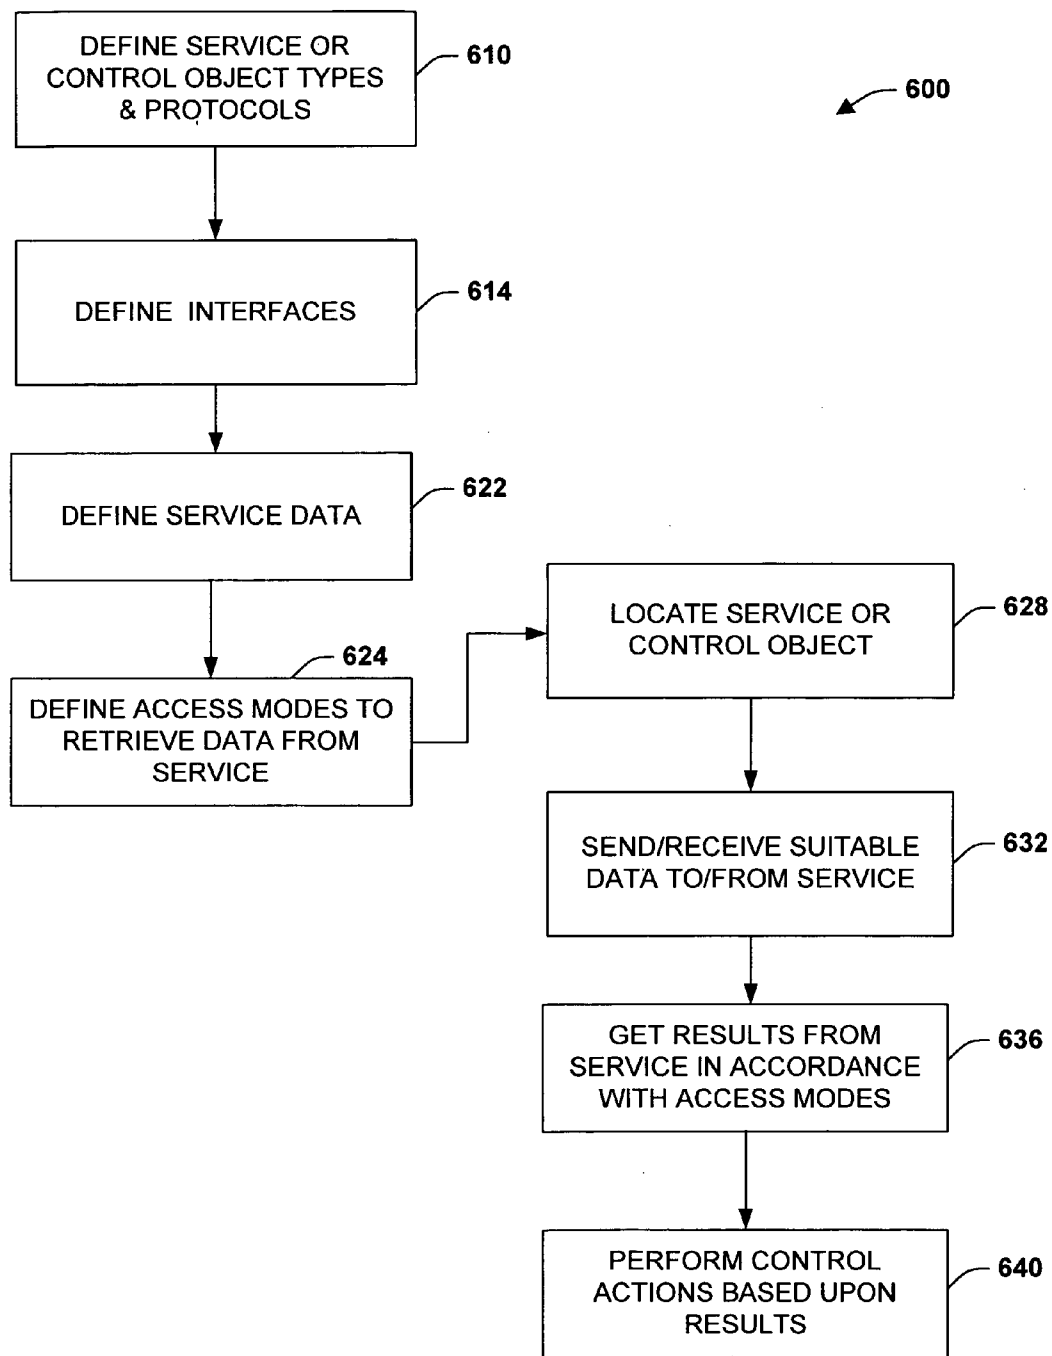 DEFINE SERVICE OR
CONTROL OBJECT TYPES
& PROTOCOLS
610
600
DEFINE INTERFACES
614
DEFINE SERVICE DATA
622
624
DEFINE ACCESS MODES TO
RETRIEVE DATA FROM
SERVICE
LOCATE SERVICE OR
CONTROL OBJECT
628
SEND/RECEIVE SUITABLE
DATA TO/FROM SERVICE
632
GET RESULTS FROM
SERVICE IN ACCORDANCE
WITH ACCESS MODES
636
PERFORM CONTROL
ACTIONS BASED UPON
RESULTS
640